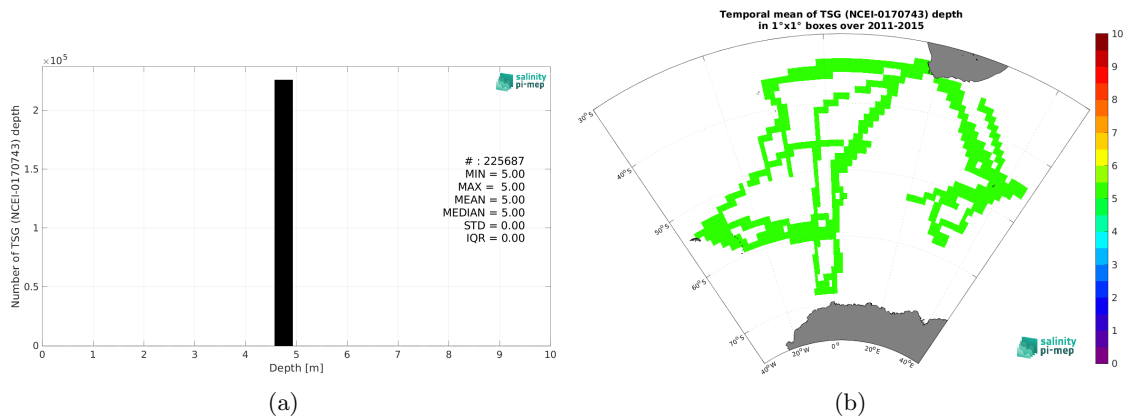 ×10⁵
2
1.5
1
0.5
0
Number of TSG (NCEI-0170743) depth
salinity
pi-mep
# : 225687
MIN = 5.00
MAX = 5.00
MEAN = 5.00
MEDIAN = 5.00
STD = 0.00
IQR = 0.00
0 1 2 3 4 5 6 7 8 9 10
Depth [m]
(a)
Temporal mean of TSG (NCEI-0170743) depth
in 1°x1° boxes over 2011-2015
30°S
40°S
50°S
60°S
70°S
40°W
20°W
0°
20°E
40°E
10
9
8
7
6
5
4
3
2
1
0
salinity
pi-mep
(b)